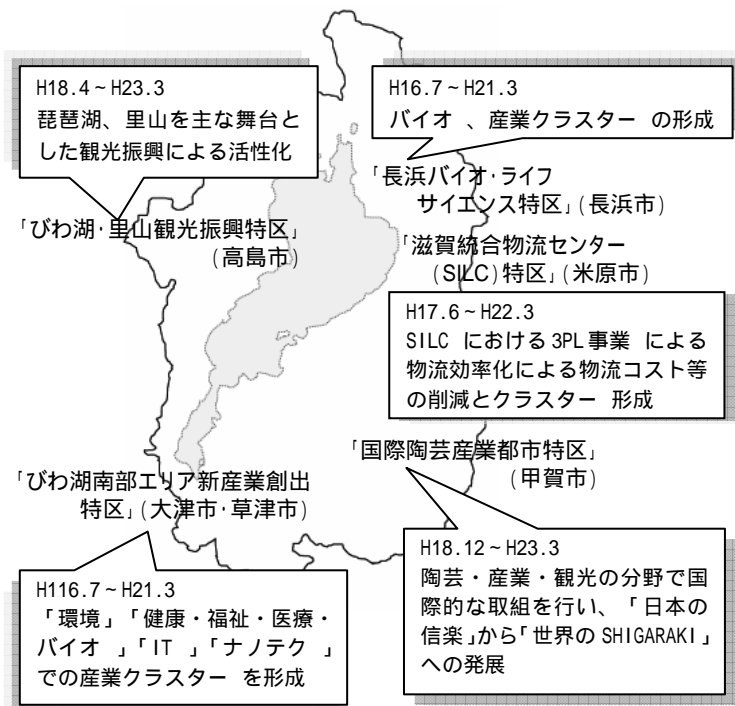 H18.4~H23.3
琵琶湖、里山を主な舞台と
した観光振興による活性化
「びわ湖・里山観光振興特区」
(高島市)
H16.7~H21.3
バイオ 、産業クラスター の形成
「長浜バイオ・ライフ
サイエンス特区」(長浜市)
「滋賀統合物流センター
(SILC)特区」(米原市)
H17.6~H22.3
SILC における 3PL 事業 による
物流効率化による物流コスト等
の削減とクラスター 形成
「国際陶芸産業都市特区」
(甲賀市)
H18.12~H23.3
陶芸・産業・観光の分野で国
際的な取組を行い、「日本の
信楽」から「世界の SHIGARAKI」
への発展
「びわ湖南部エリア新産業創出
特区」(大津市・草津市)
H116.7~H21.3
「環境」「健康・福祉・医療・
バイオ 」「IT 」「ナノテク 」
での産業クラスター を形成